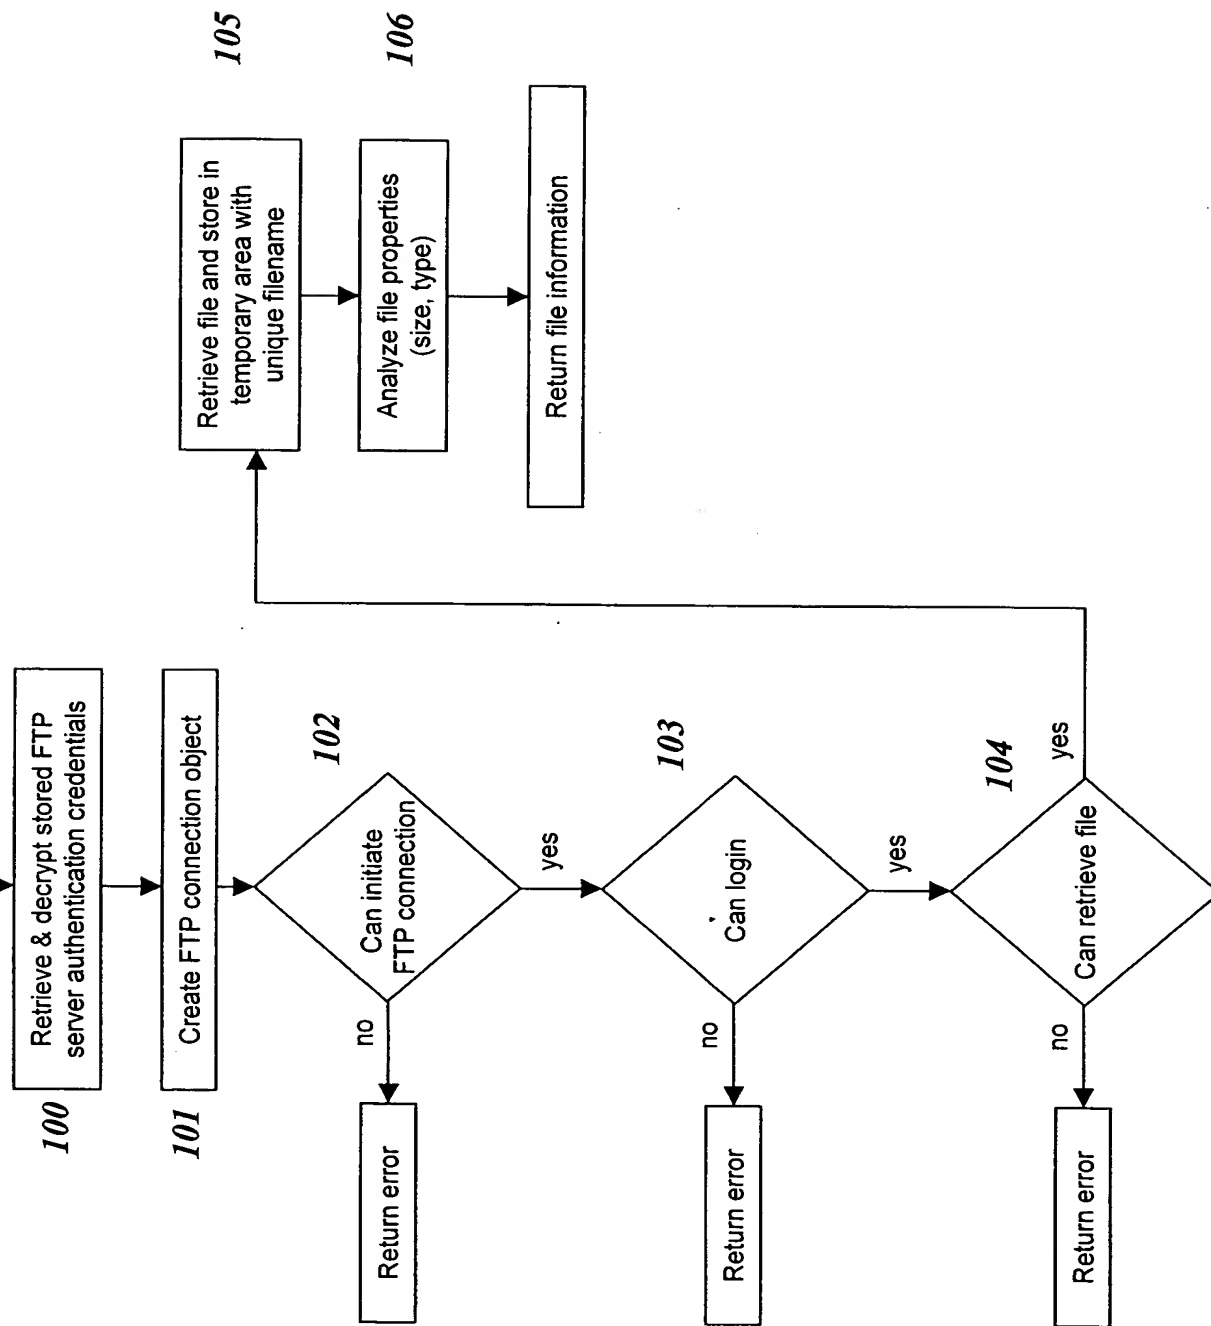 100
Retrieve & decrypt stored FTP
server authentication credentials
101
Create FTP connection object
102
Can initiate
FTP connection
no
Return error
yes
103
Can login
no
Return error
yes
104
Can retrieve file
no
Return error
yes
105
Retrieve file and store in
temporary area with
unique filename
106
Analyze file properties
(size, type)
Return file information